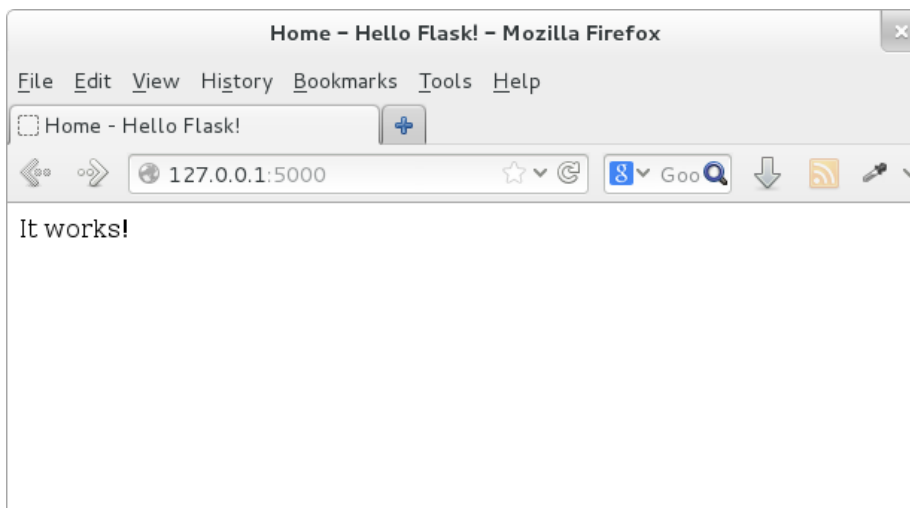 Home – Hello Flask! – Mozilla Firefox
File Edit View History Bookmarks Tools Help
Home - Hello Flask!
127.0.0.1:5000 8 Goo
It works!